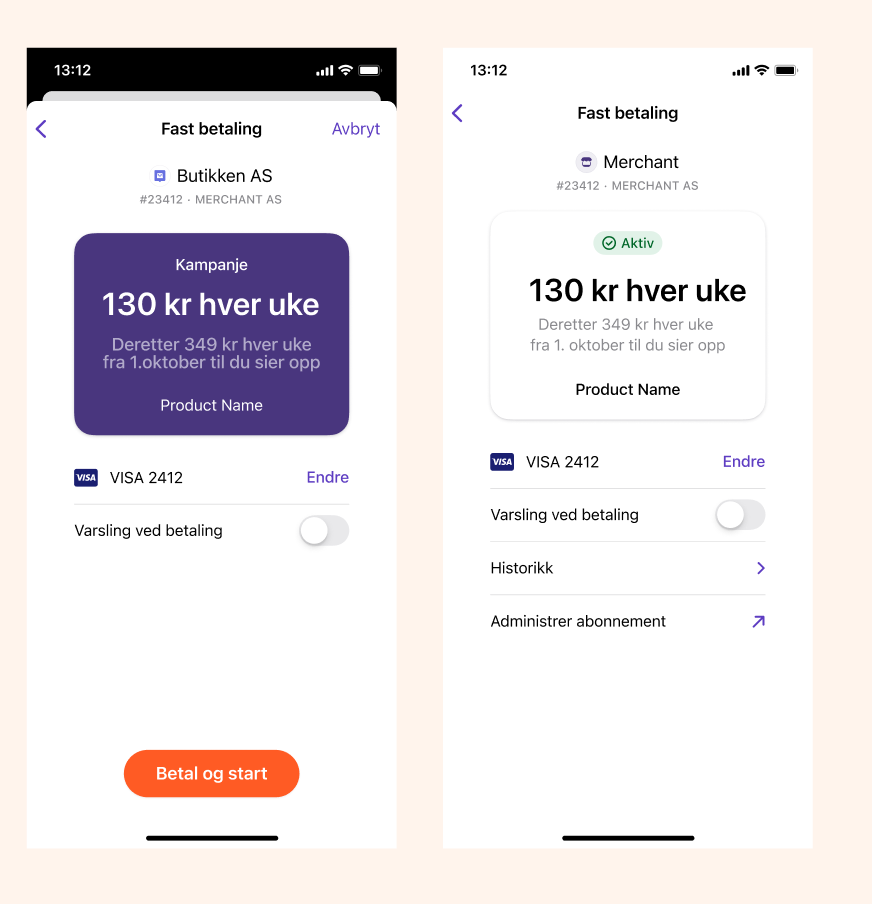 13:12
Fast betaling
Avbryt
Butikken AS
#23412 · MERCHANT AS
Kampanje
130 kr hver uke
Deretter 349 kr hver uke
fra 1.oktober til du sier opp
Product Name
VISA
VISA 2412
Endre
Varsling ved betaling
Betal og start
13:12
Fast betaling
Merchant
#23412 · MERCHANT AS
Aktiv
130 kr hver uke
Deretter 349 kr hver uke
fra 1. oktober til du sier opp
Product Name
VISA
VISA 2412
Endre
Varsling ved betaling
Historikk
Administrer abonnement